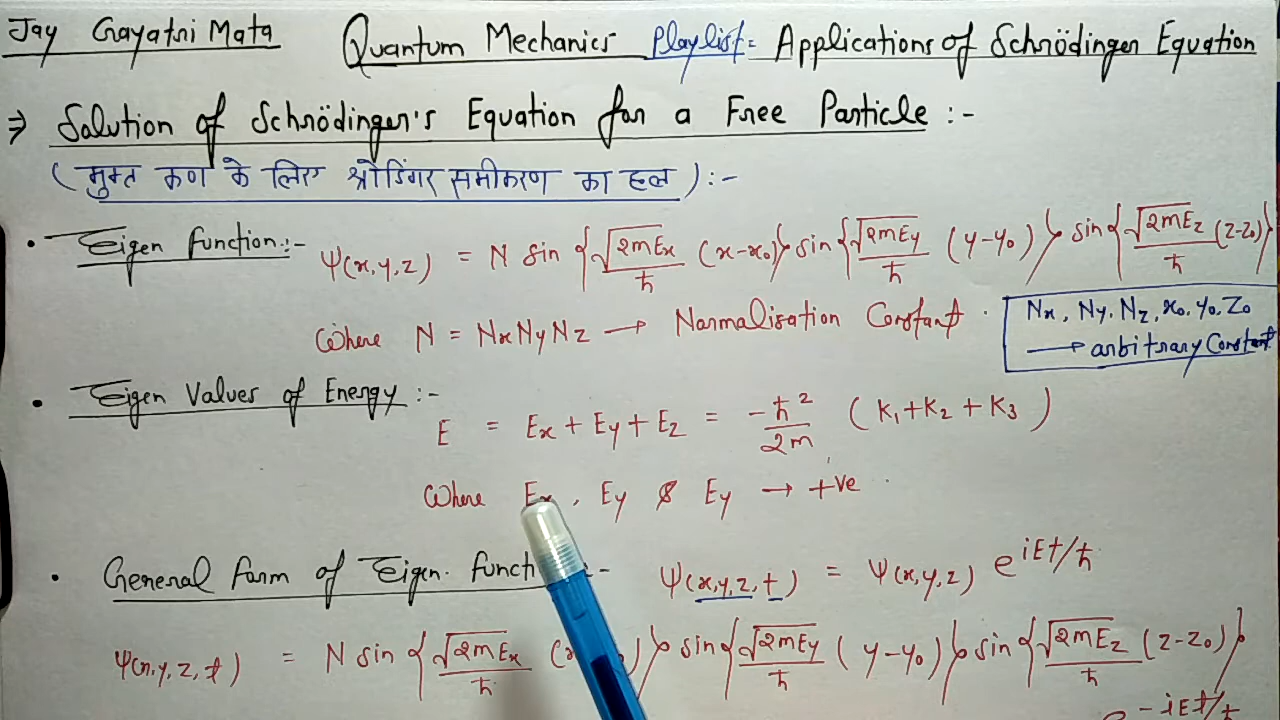 Jay Gayatri Mata Quantum Mechanics Playlist= Applications of Schrödinger Equation
⇒ Solution of Schrödinger's Equation for a Free Particle :-
( मुक्त कण के लिए श्रोडिंगर समीकरण का हल ) :-
• Eigen function:- Ψ(x,y,z) = N sin {√2mEx/ħ (x-x₀)} sin {√2mEy/ħ (y-y₀)} sin {√2mEz/ħ (z-z₀)}
Where N = NxNyNz → Normalisation Constant .
Nx, Ny, Nz, x₀, y₀, z₀
→ arbitrary Constant
• Eigen Values of Energy :-
E = Ex + Ey + Ez = -ħ²/2m (K₁+K₂+K₃)
Where Ex, Ey & Ey → +ve
• General form of Eigen functi :- Ψ(x,y,z,t) = Ψ(x,y,z) e^iEt/ħ
Ψ(x,y,z,t) = N sin {√2mEx/ħ } sin {√2mEy/ħ (y-y₀)} sin {√2mEz/ħ (z-z₀)}
e^-iEt/ħ